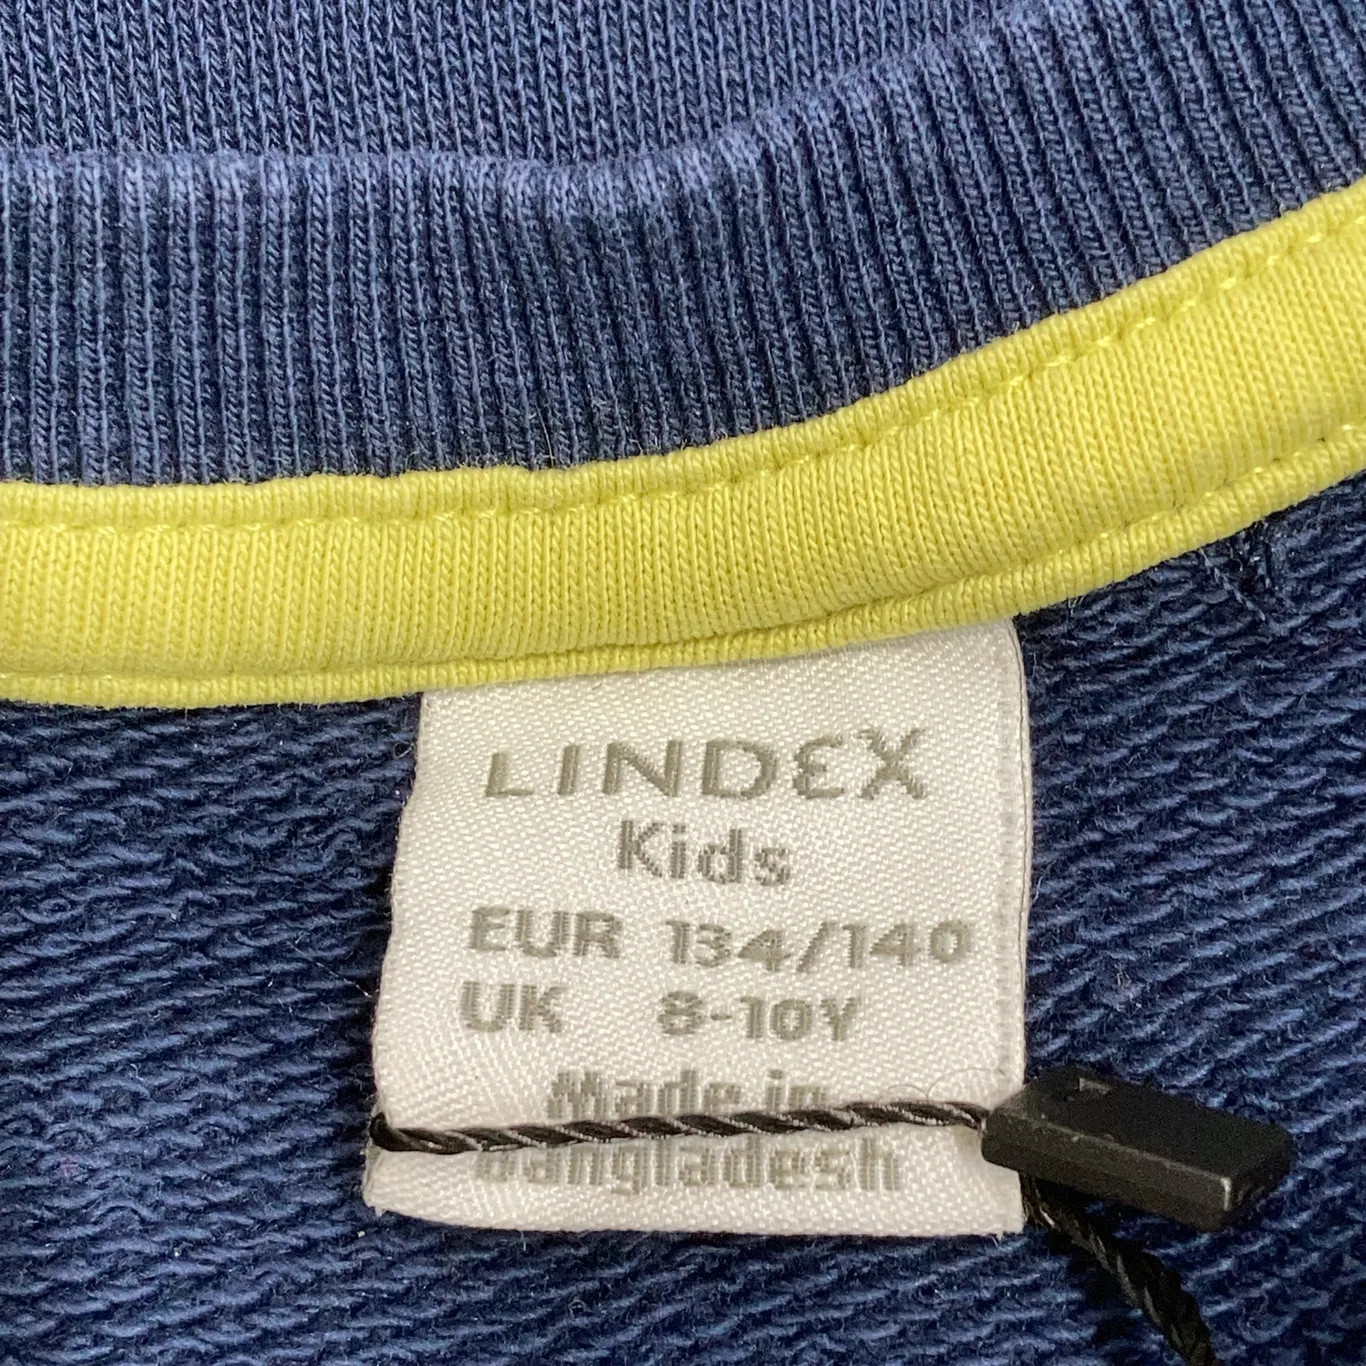 LINDEX
Kids
EUR 134/140
UK 8-10Y
Made in
Bangladesh